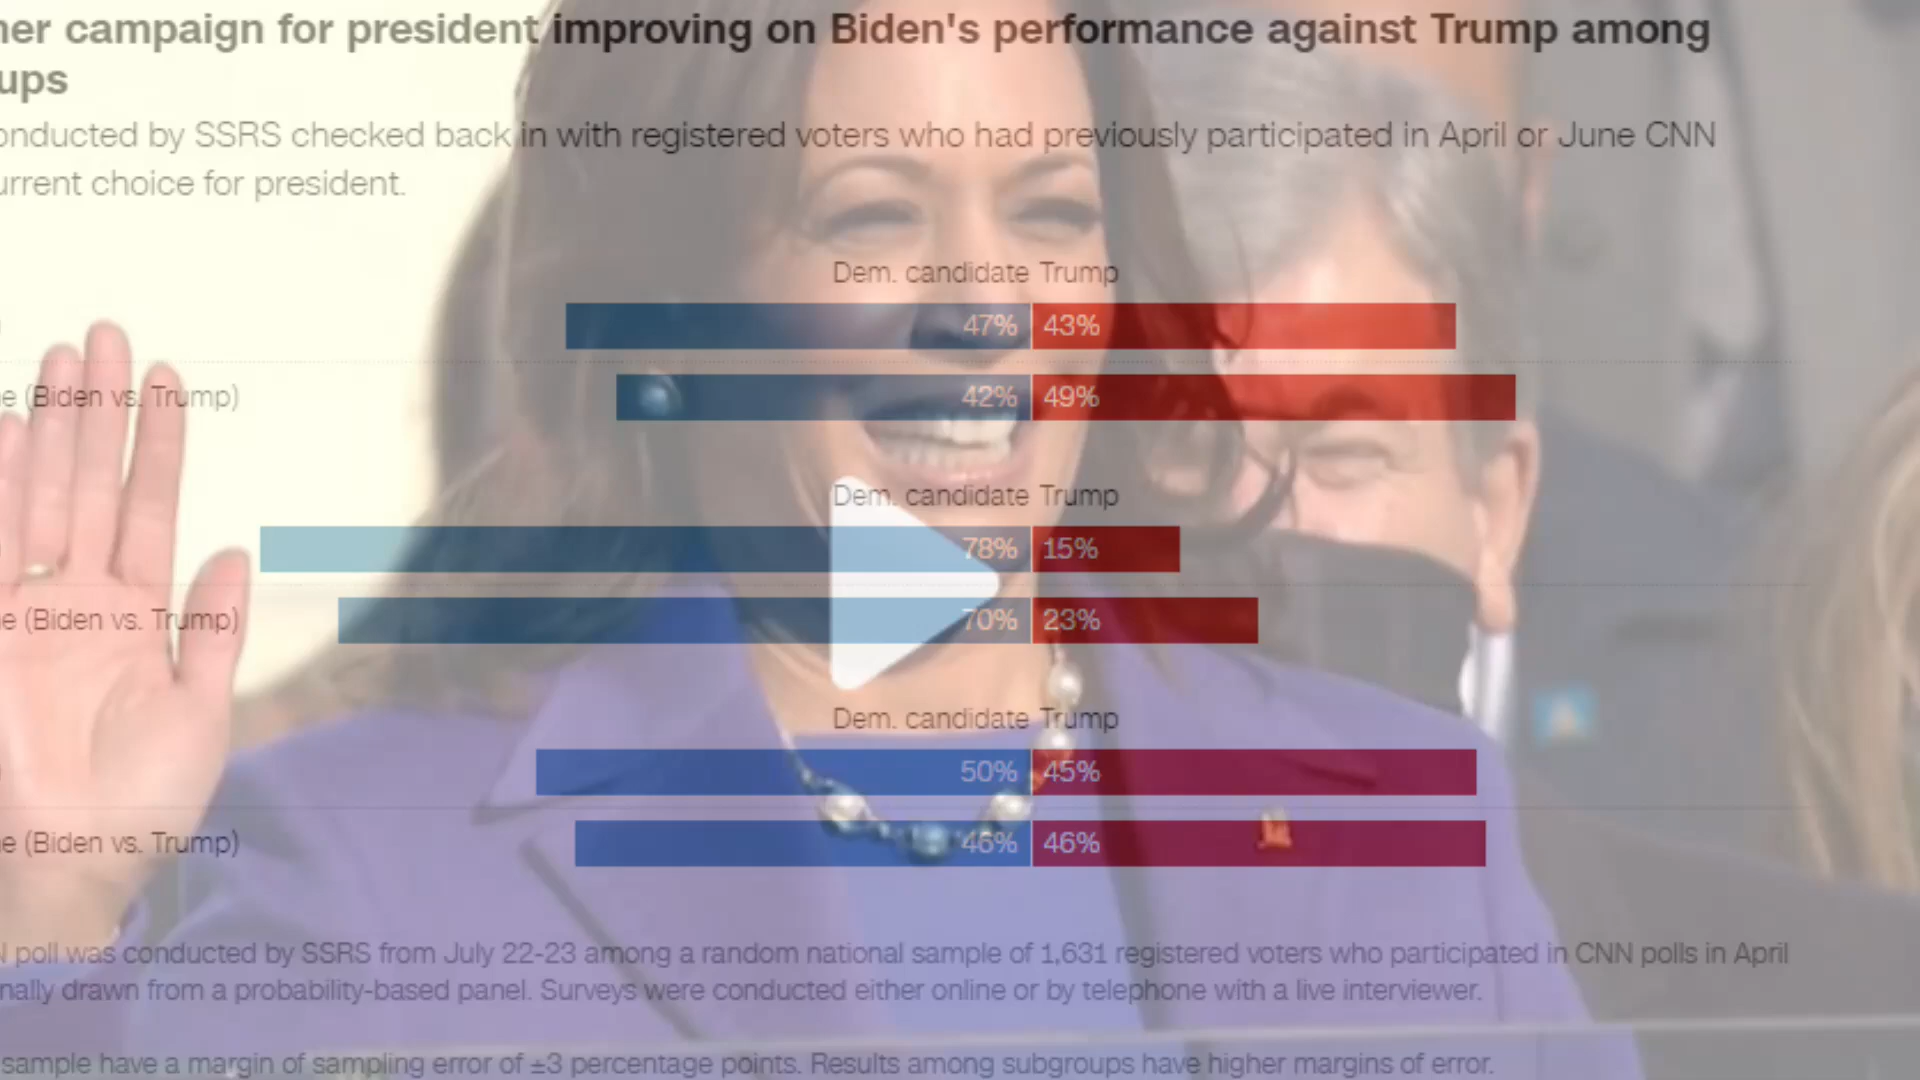 ner campaign for president improving on Biden's performance against Trump among
ups
onducted by SSRS checked back in with registered voters who had previously participated in April or June CNN
urrent choice for president.
Dem. candidate Trump
47% 43%
e (Biden vs. Trump) 42% 49%
Dem. candidate Trump
78% 15%
e (Biden vs. Trump) 70% 23%
Dem. candidate Trump
50% 45%
e (Biden vs. Trump) 46% 46%
poll was conducted by SSRS from July 22-23 among a random national sample of 1,631 registered voters who participated in CNN polls in April
nally drawn from a probability-based panel. Surveys were conducted either online or by telephone with a live interviewer.
sample have a margin of sampling error of ±3 percentage points. Results among subgroups have higher margins of error.